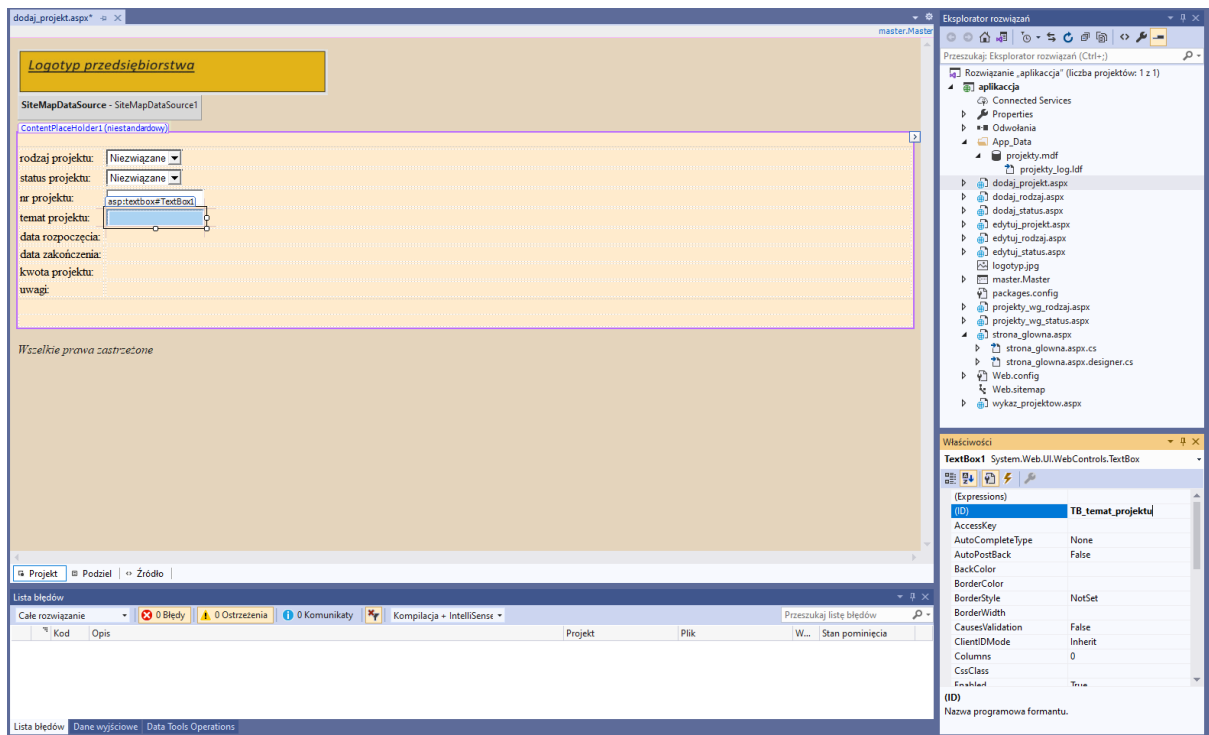 dodaj_projekt.aspx*
master.Master
Logotyp przedsiębiorstwa
SiteMapDataSource - SiteMapDataSource1
ContentPlaceHolder1 (niestandardowy)
rodzaj projektu: Niezwiązane
status projektu: Niezwiązane
nr projektu:
asp:textbox#TextBox1
temat projektu:
data rozpoczęcia:
data zakończenia:
kwota projektu:
uwagi:
Wszelkie prawa zastrzeżone
Projekt Podziel Źródło
Lista błędów
Całe rozwiązanie 0 Błędy 0 Ostrzeżenia 0 Komunikaty Kompilacja + IntelliSense Przeszukaj listę błędów
Kod Opis Projekt Plik W... Stan pominięcia
Lista błędów Dane wyjściowe Data Tools Operations
Eksplorator rozwiązań
Przeszukaj: Eksplorator rozwiązań (Ctrl+;)
Rozwiązanie „aplikaccja” (liczba projektów: 1 z 1)
aplikaccja
Connected Services
Properties
Odwołania
App_Data
projekty.mdf
projekty_log.ldf
dodaj_projekt.aspx
dodaj_rodzaj.aspx
dodaj_status.aspx
edytuj_projekt.aspx
edytuj_rodzaj.aspx
edytuj_status.aspx
logotyp.jpg
master.Master
packages.config
projekty_wg_rodzaj.aspx
projekty_wg_status.aspx
strona_glowna.aspx
strona_glowna.aspx.cs
strona_glowna.aspx.designer.cs
Web.config
Web.sitemap
wykaz_projektow.aspx
Właściwości
TextBox1 System.Web.UI.WebControls.TextBox
(Expressions)
(ID) TB_temat_projektu
AccessKey
AutoCompleteType None
AutoPostBack False
BackColor
BorderColor
BorderStyle NotSet
BorderWidth
CausesValidation False
ClientIDMode Inherit
Columns 0
CssClass
Enabled True
(ID)
Nazwa programowa formantu.